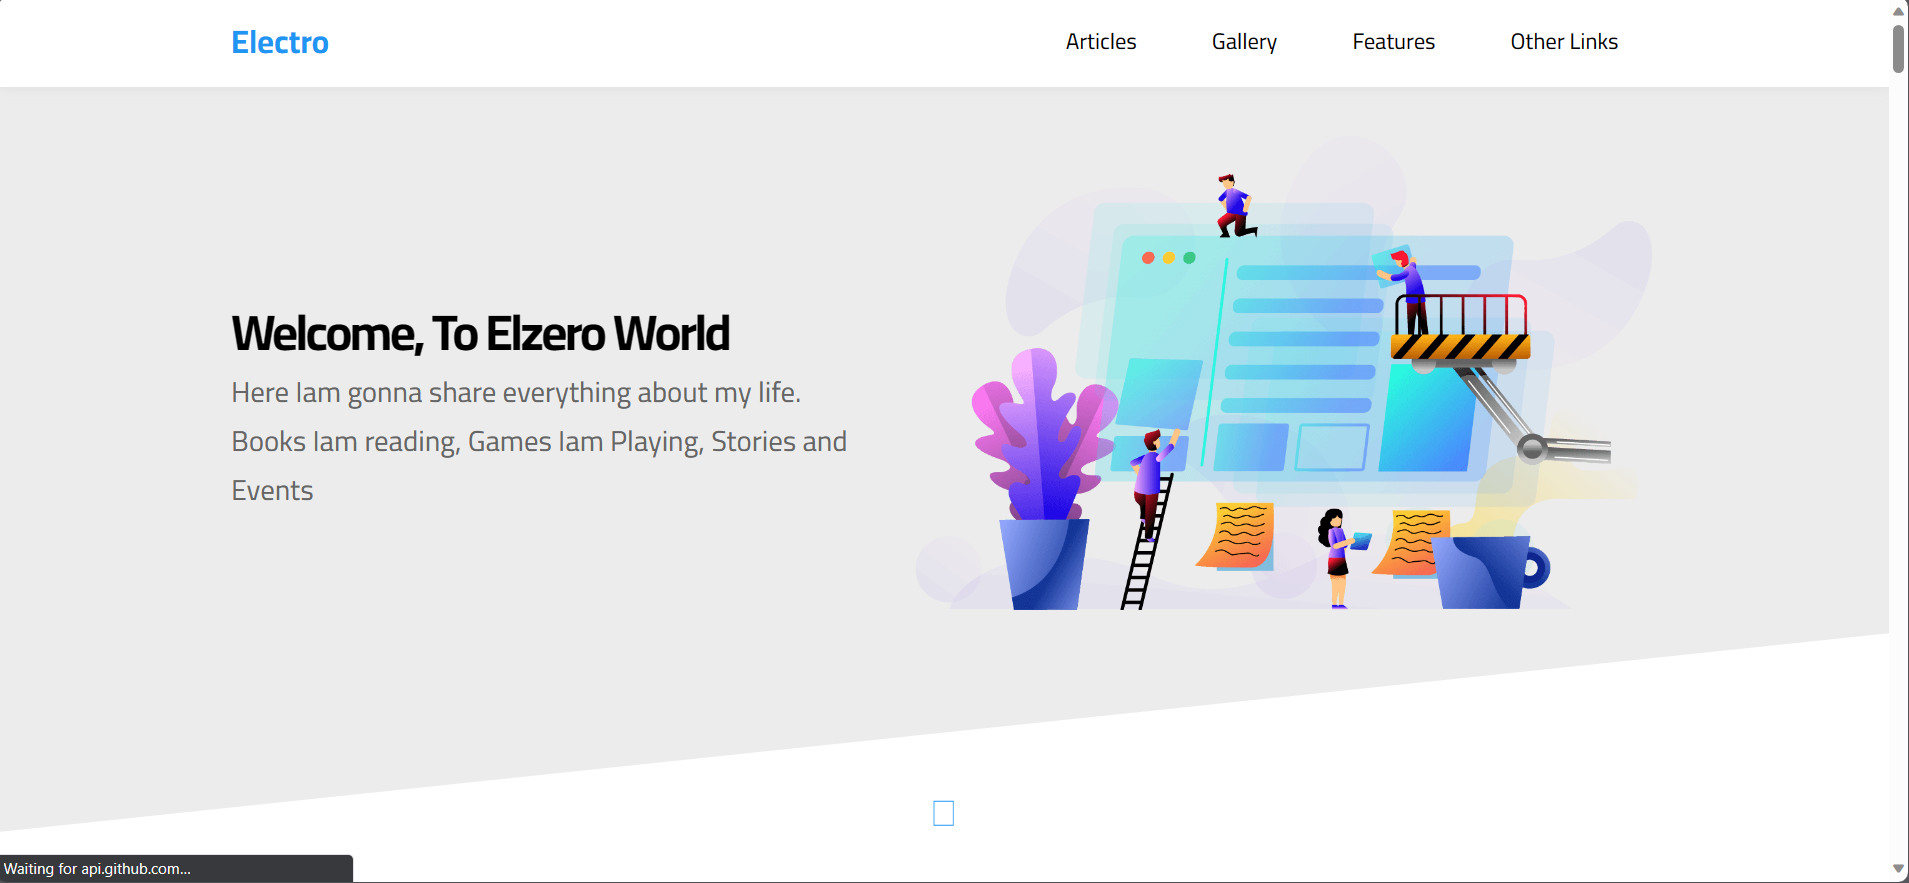 Electro
Articles
Gallery
Features
Other Links
Welcome, To Elzero World
Here Iam gonna share everything about my life.
Books Iam reading, Games Iam Playing, Stories and
Events
Waiting for api.github.com...